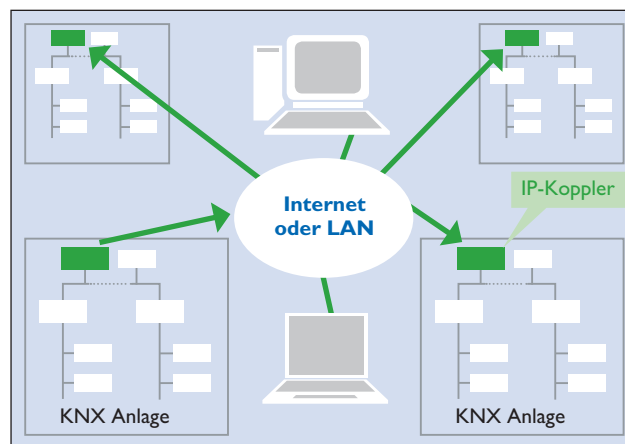 Internet
oder LAN
IP-Koppler
KNX Anlage
KNX Anlage